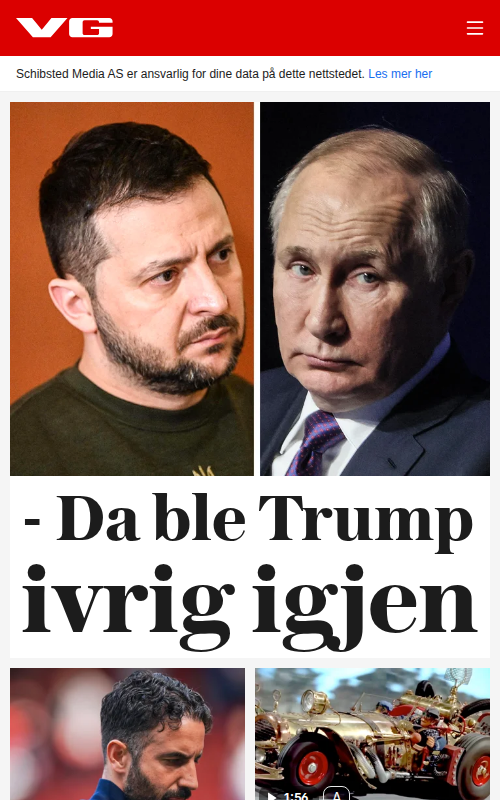 VG
Schibsted Media AS er ansvarlig for dine data på dette nettstedet. Les mer her
- Da ble Trump
ivrig igjen
1:56 A